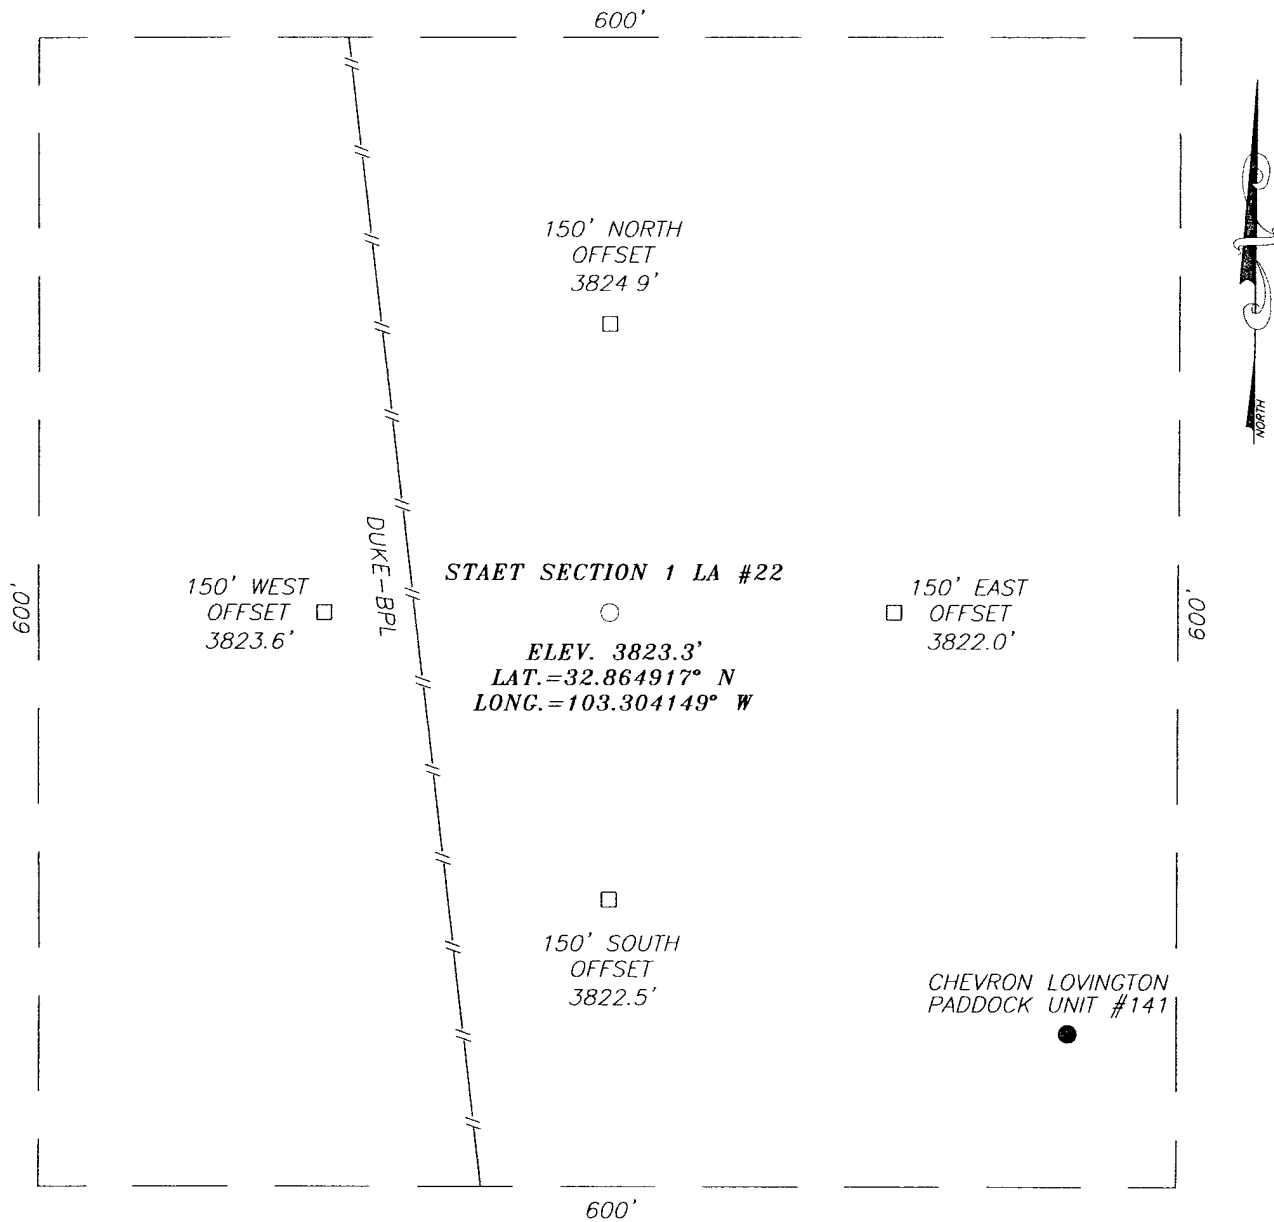 600'
150' NORTH
OFFSET
3824 9'
NORTH
DUKE-BPL
STAET SECTION 1 LA #22
150' WEST
OFFSET
3823.6'
150' EAST
OFFSET
3822.0'
600'
600'
ELEV. 3823.3'
LAT.=32.864917° N
LONG.=103.304149° W
150' SOUTH
OFFSET
3822.5'
CHEVRON LOVINGTON
PADDOCK UNIT #141
600'